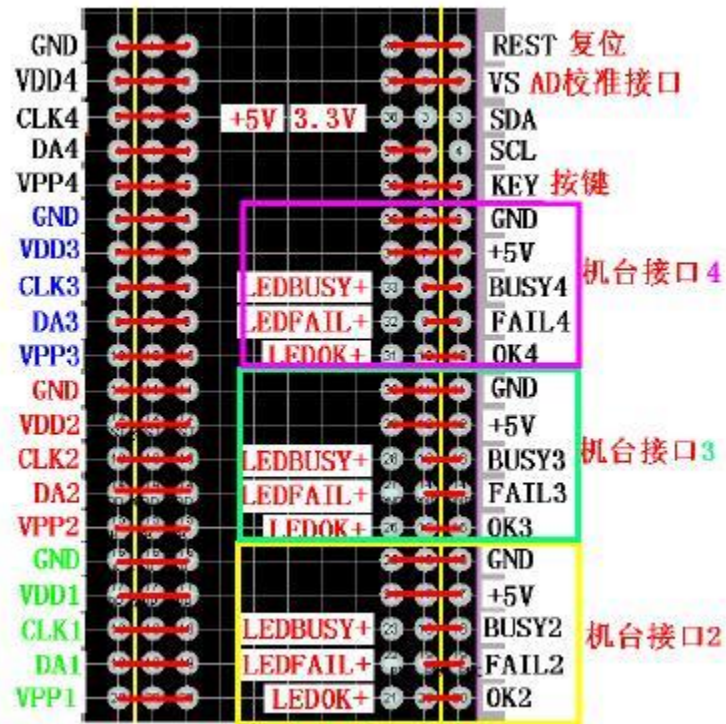 GND REST 复位
VDD4 VS AD校准接口
CLK4 +5V 3.3V SDA
DA4 SCL
VPP4 KEY 按键
GND GND
VDD3 +5V
机台接口4
CLK3 LEDBUSY+ BUSY4
DA3 LEDFAIL+ FAIL4
VPP3 LEDOK+ OK4
GND GND
VDD2 +5V
机台接口3
CLK2 LEDBUSY+ BUSY3
DA2 LEDFAIL+ FAIL3
VPP2 LEDOK+ OK3
GND GND
VDD1 +5V
CLK1 LEDBUSY+ BUSY2
机台接口2
DA1 LEDFAIL+ FAIL2
VPP1 LEDOK+ OK2